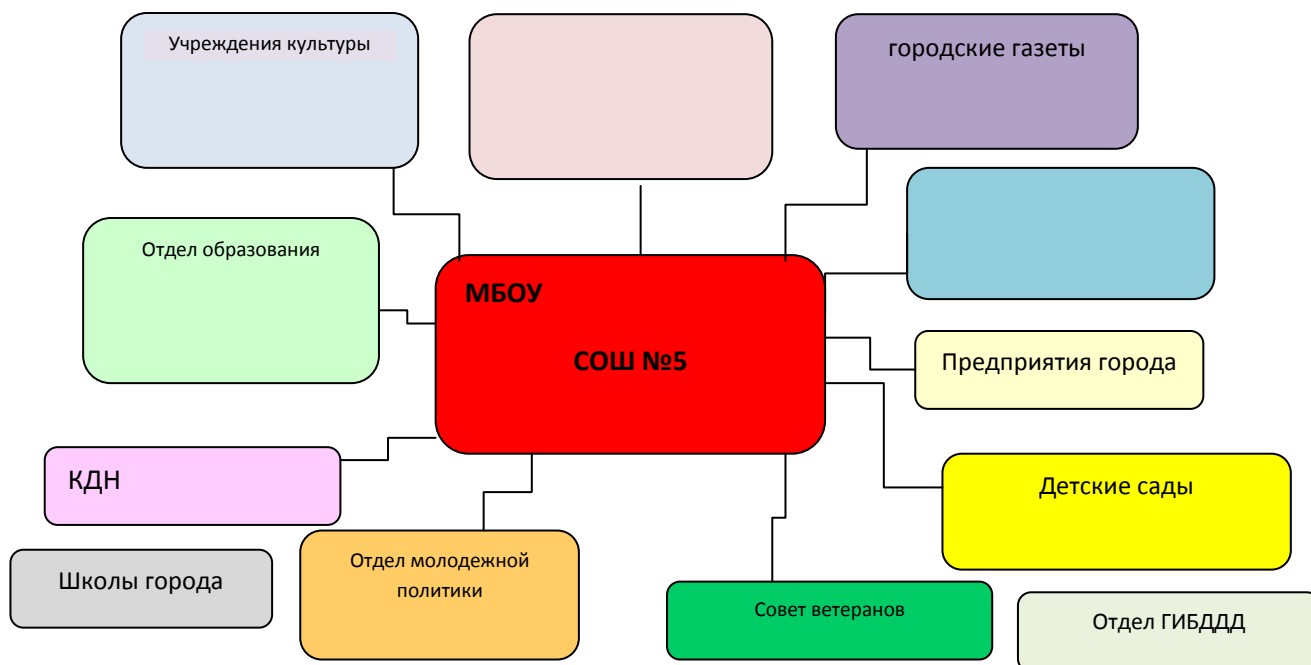 Учреждения культуры
городские газеты
Отдел образования
МБОУ
СОШ №5
Предприятия города
КДН
Детские сады
Школы города
Отдел молодежной
политики
Совет ветеранов
Отдел ГИБДДД